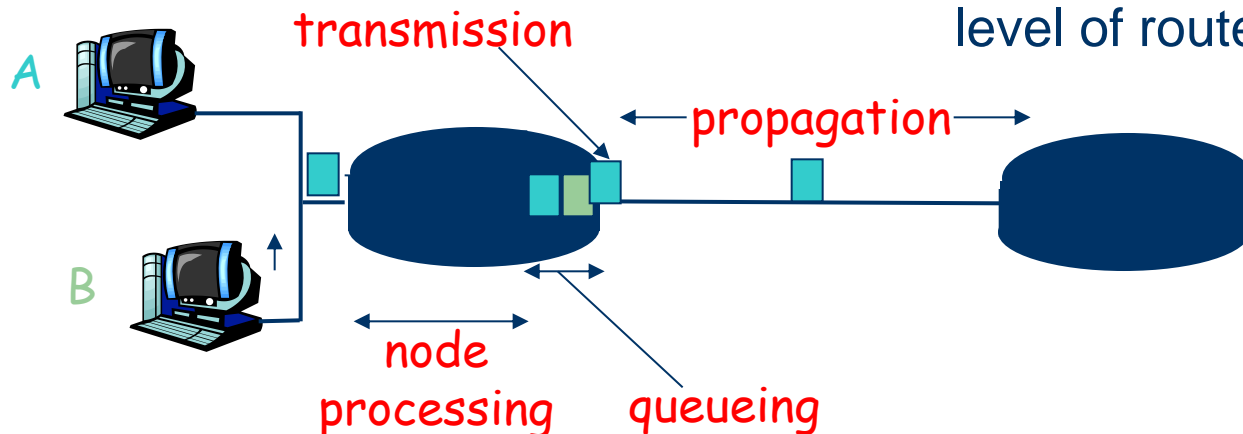 level of route
transmission
A
propagation
B
node
processing
queueing